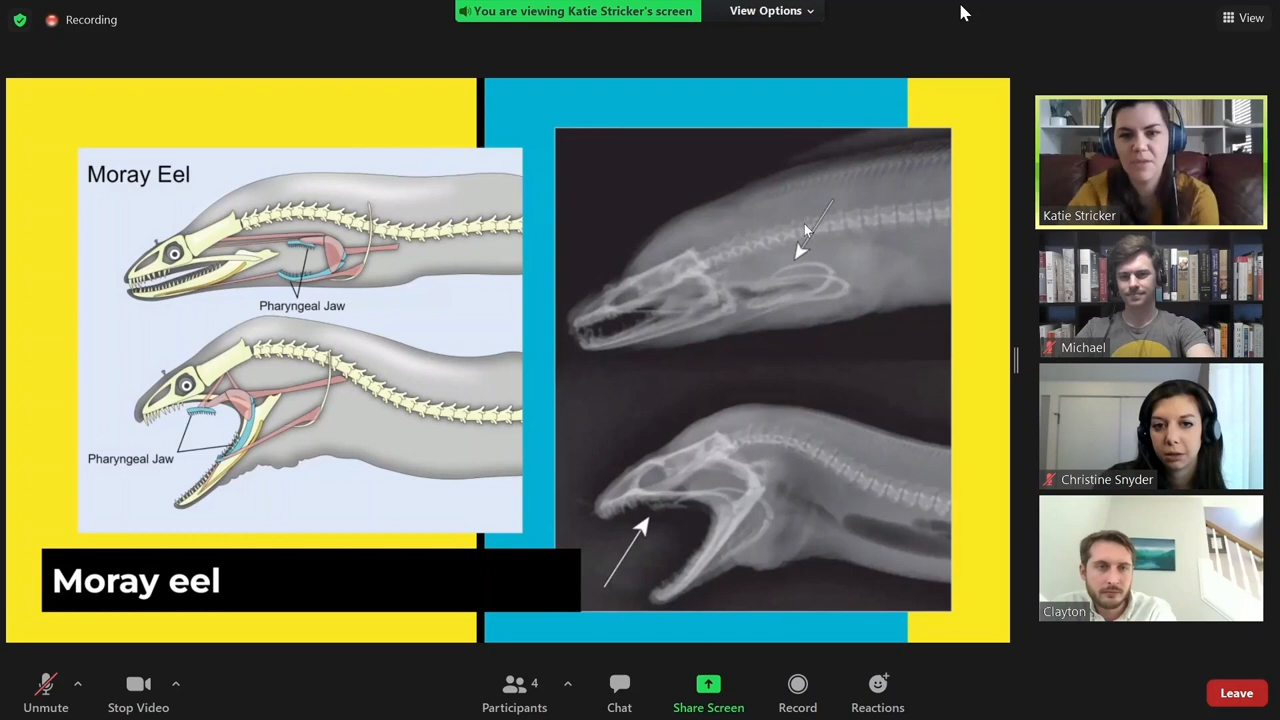 Recording
You are viewing Katie Stricker's screen
View Options
View
Moray Eel
Pharyngeal Jaw
Pharyngeal Jaw
Moray eel
Katie Stricker
Michael
Christine Snyder
Clayton
Unmute
Stop Video
4
Participants
Chat
Share Screen
Record
Reactions
Leave